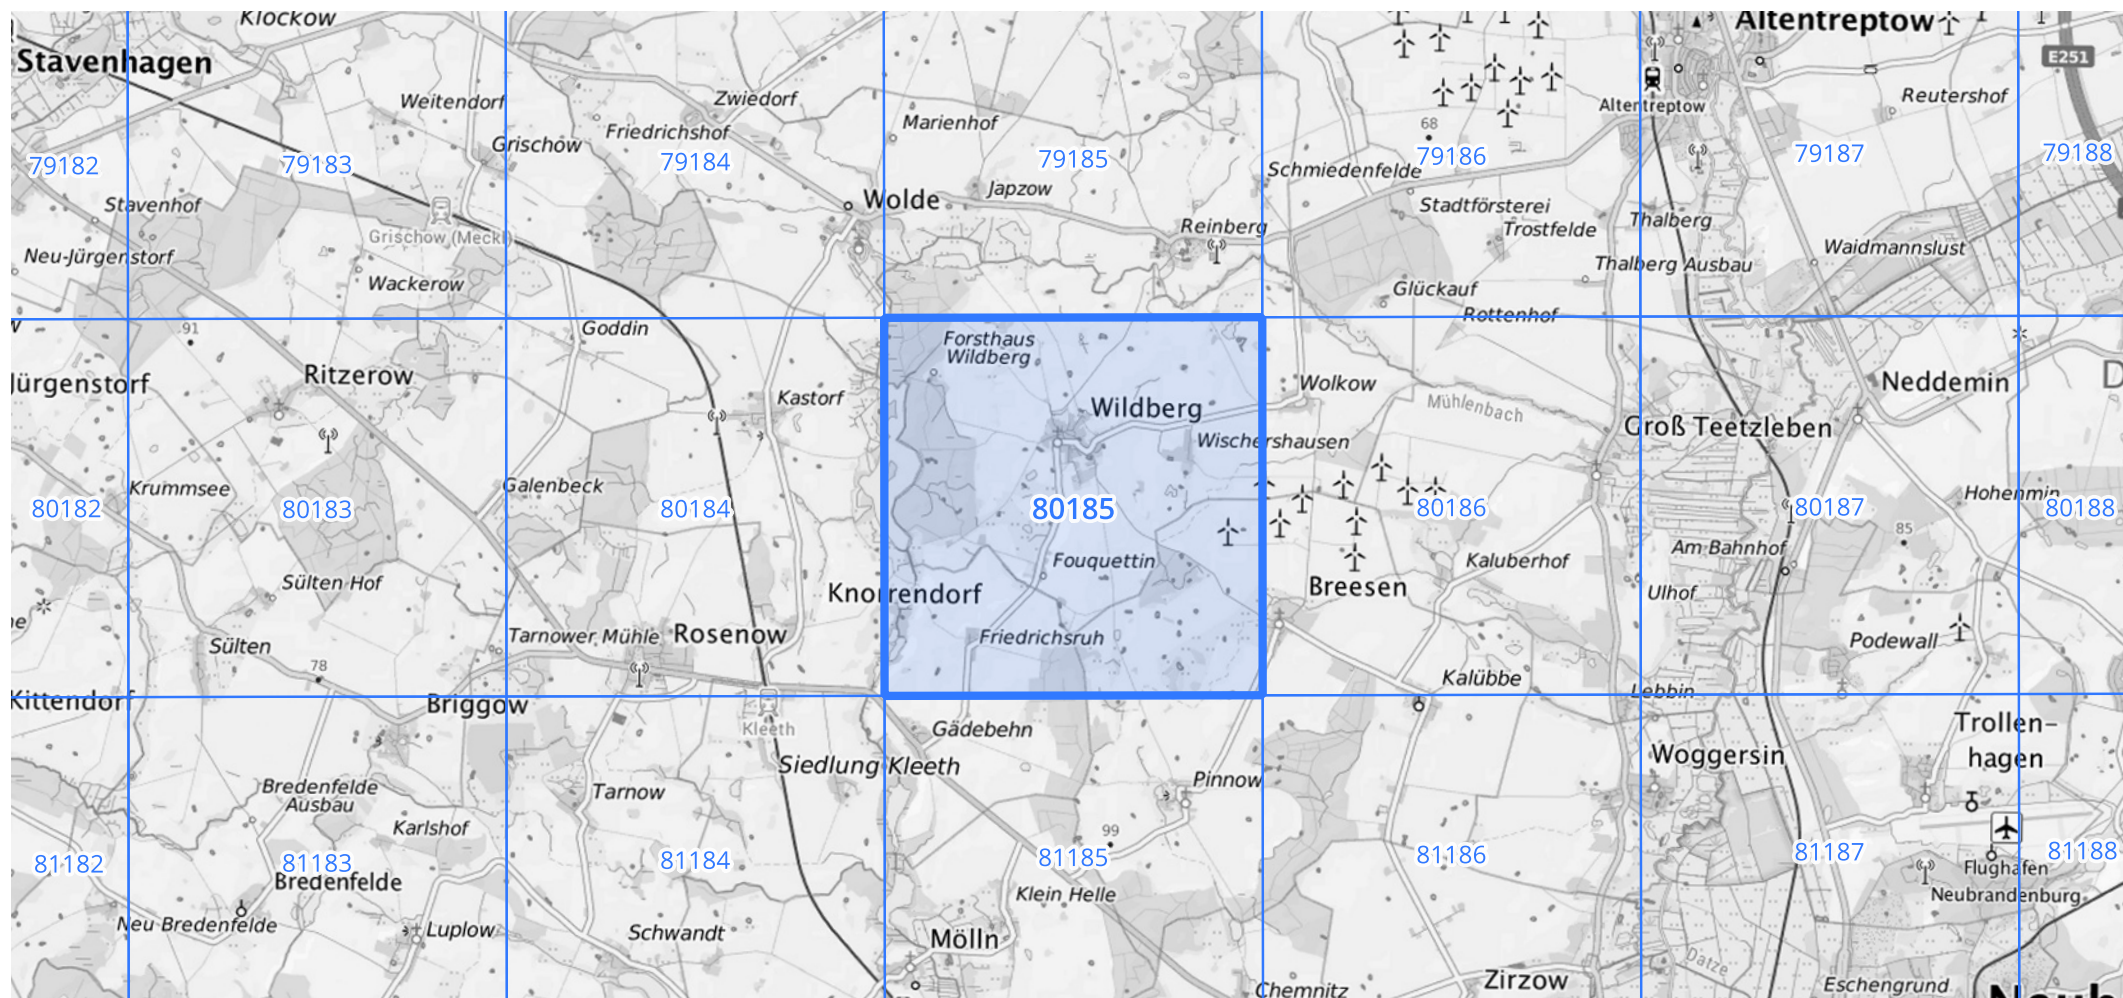 Klockow
Altentreptow
Stavenhagen
E251
Weitendorf
Zwiedorf
Reutershof
Altentreptow
Marienhof
Friedrichshof
68
Grischow
79182
79183
79184
79185
79186
79187
79188
Schmiedenfelde
Japzow
Stavenhof
Wolde
Stadtförsterei
Thalberg
Reinberg
Trostfelde
Grischow (Meckl)
Waidmannslust
Neu-Jürgenstorf
Thalberg Ausbau
Wackerow
Glückauf
Rottenhof
91
Goddin
Forsthaus
Wildberg
Ritzerow
Jürgenstorf
Wolkow
Neddemin
Kastorf
Wildberg
Mühlenbach
Groß Teetzleben
Wischershausen
Krummsee
Galenbeck
Hohenmin
80182
80183
80184
80185
80186
80187
80188
85
Am Bahnhof
Fouquettin
Kaluberhof
Sülten Hof
Knorrendorf
Breesen
Ulhof
Tarnower Mühle
Rosenow
Friedrichsruh
Podewall
Sülten
78
Kalübbe
Lebbin
Kittendorf
Briggow
Kleeth
Gädebehn
Trollen-
hagen
Woggersin
Siedlung Kleeth
Pinnow
Bredenfelde
Ausbau
Tarnow
Karlshof
99
81182
81183
81184
81185
81186
81187
81188
Flughafen
Neubrandenburg
Bredenfelde
Klein Helle
Neu Bredenfelde
Luplow
Schwandt
Mölln
Datze
Zirzow
Chemnitz
Eschengrund